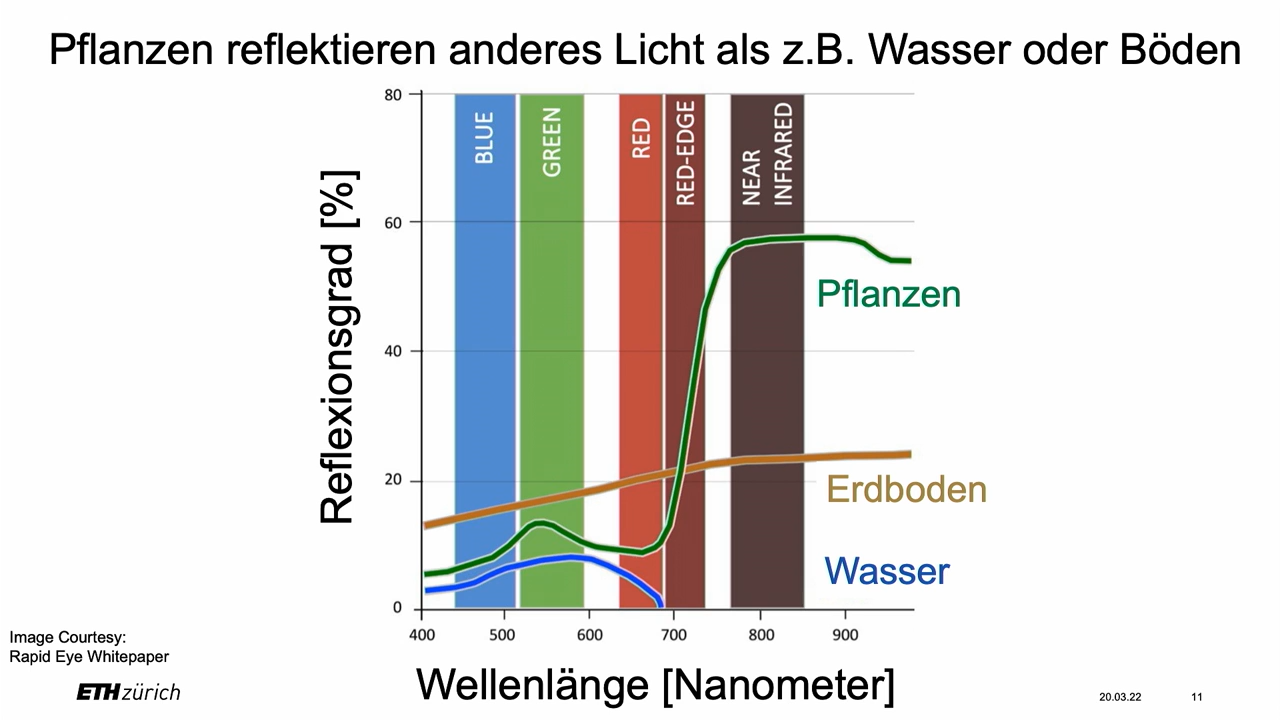 Pflanzen reflektieren anderes Licht als z.B. Wasser oder Böden
Reflexionsgrad [%]
80
60
40
20
0
BLUE
GREEN
RED
RED-EDGE
NEAR
INFRARED
Pflanzen
Erdboden
Wasser
400
500
600
700
800
900
Wellenlänge [Nanometer]
Image Courtesy:
Rapid Eye Whitepaper
ETH zürich
20.03.22
11